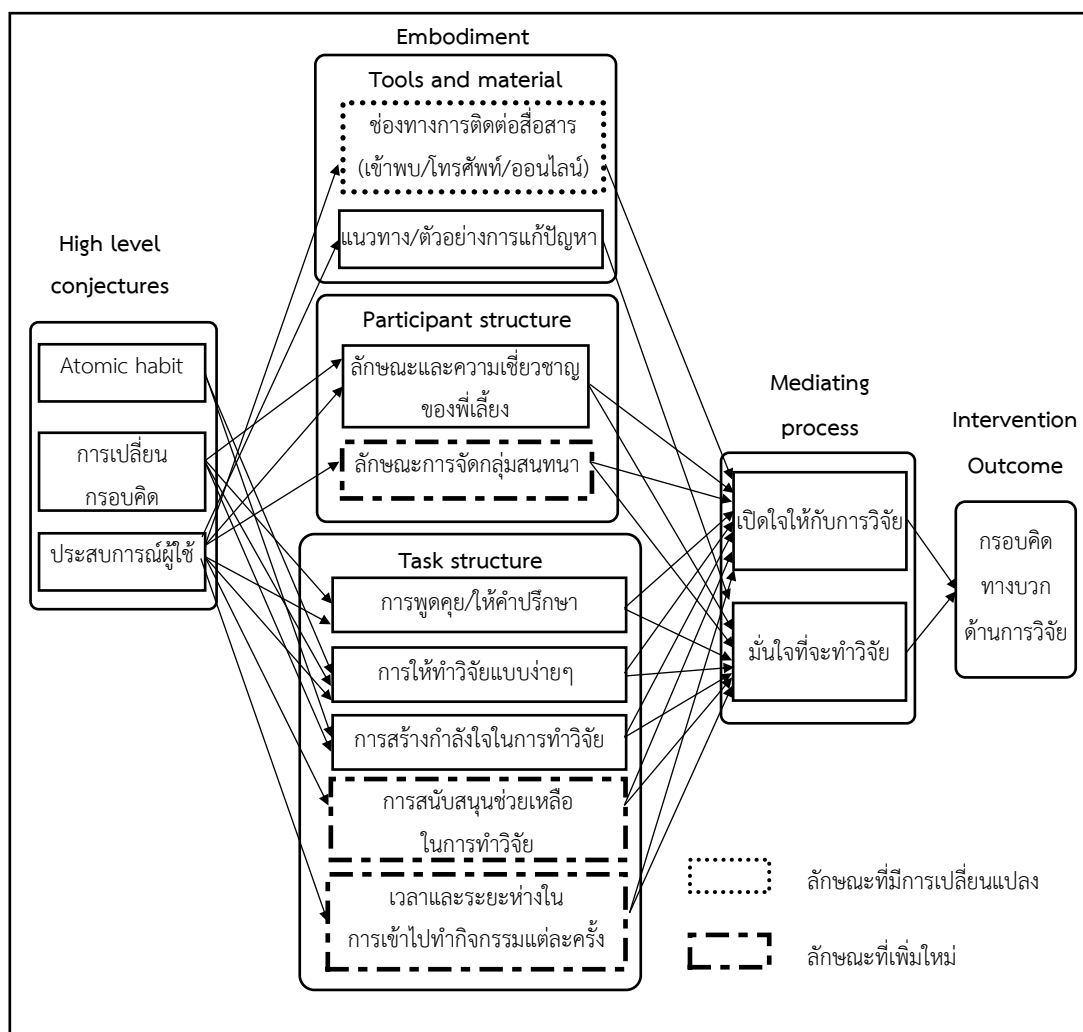 Embodiment
Tools and material
ช่องทางการติดต่อสื่อสาร
(เข้าพบ/โทรศัพท์/ออนไลน์)
แนวทาง/ตัวอย่างการแก้ปัญหา
High level
conjectures
Atomic habit
การเปลี่ยน
กรอบคิด
ประสบการณ์ผู้ใช้
Participant structure
ลักษณะและความเชี่ยวชาญ
ของพี่เลี้ยง
ลักษณะการจัดกลุ่มสนทนา
Task structure
การพูดคุย/ให้คำปรึกษา
การให้ทำวิจัยแบบง่ายๆ
การสร้างกำลังใจในการทำวิจัย
การสนับสนุนช่วยเหลือ
ในการทำวิจัย
เวลาและระยะห่างใน
การเข้าไปทำกิจกรรมแต่ละครั้ง
Mediating
process
เปิดใจให้กับการวิจัย
มั่นใจที่จะทำวิจัย
Intervention
Outcome
กรอบคิด
ทางบวก
ด้านการวิจัย
ลักษณะที่มีการเปลี่ยนแปลง
ลักษณะที่เพิ่มใหม่